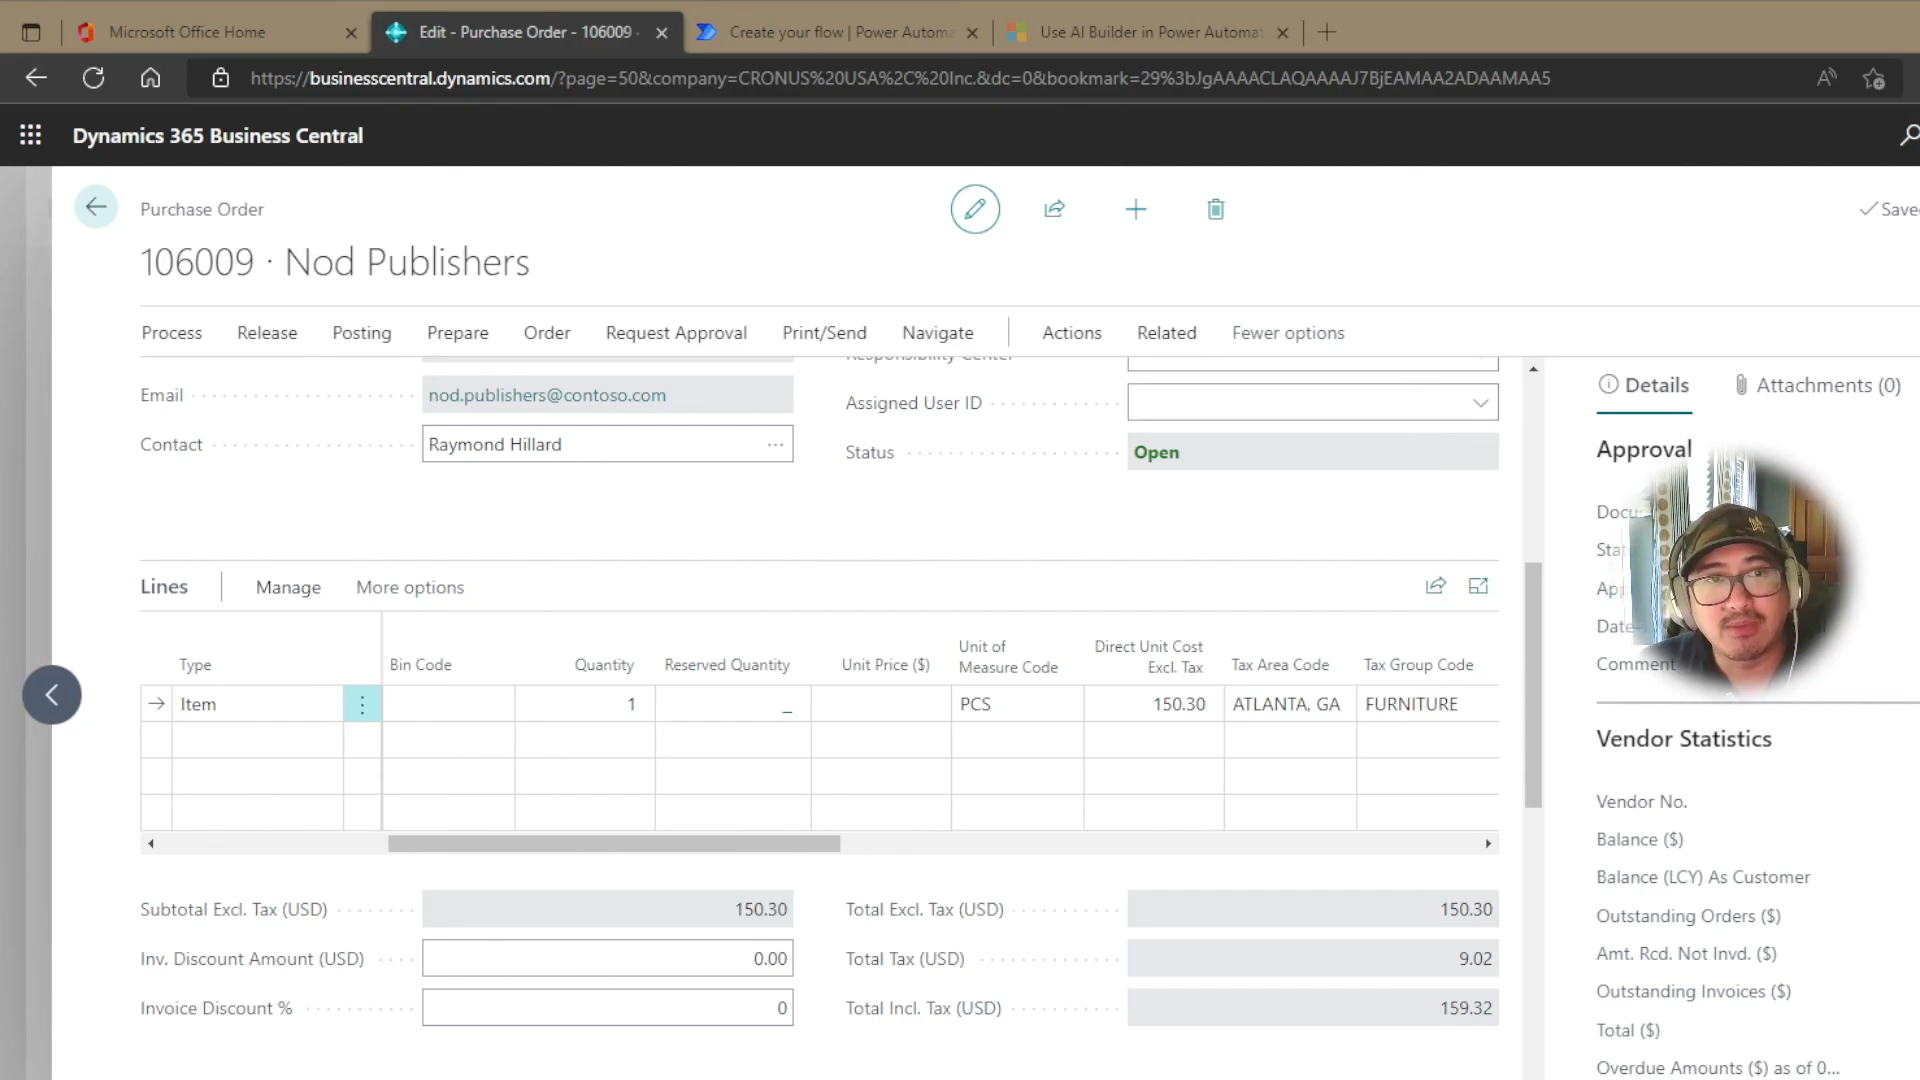 Microsoft Office Home
Edit - Purchase Order - 106009
Create your flow | Power Automa
Use AI Builder in Power Automat
https://businesscentral.dynamics.com/?page=50&company=CRONUS%20USA%2C%20Inc.&dc=0&bookmark=29%3bJgAAAACLAQAAAAJ7BjEAMAA2ADAAMAA5
Dynamics 365 Business Central
Purchase Order
Saved
106009 · Nod Publishers
Process Release Posting Prepare Order Request Approval Print/Send Navigate Actions Related Fewer options
Responsibility Center
Email nod.publishers@contoso.com
Assigned User ID
Contact Raymond Hillard ...
Status Open
Details Attachments (0)
Approval
Docu
Stat
App
Date
Comment
Lines Manage More options
Type Bin Code Quantity Reserved Quantity Unit Price ($) Unit of Measure Code Direct Unit Cost Excl. Tax Tax Area Code Tax Group Code
Item 1 _ PCS 150.30 ATLANTA, GA FURNITURE
Subtotal Excl. Tax (USD) 150.30
Total Excl. Tax (USD) 150.30
Inv. Discount Amount (USD) 0.00
Total Tax (USD) 9.02
Invoice Discount % 0
Total Incl. Tax (USD) 159.32
Vendor Statistics
Vendor No.
Balance ($)
Balance (LCY) As Customer
Outstanding Orders ($)
Amt. Rcd. Not Invd. ($)
Outstanding Invoices ($)
Total ($)
Overdue Amounts ($) as of 0...